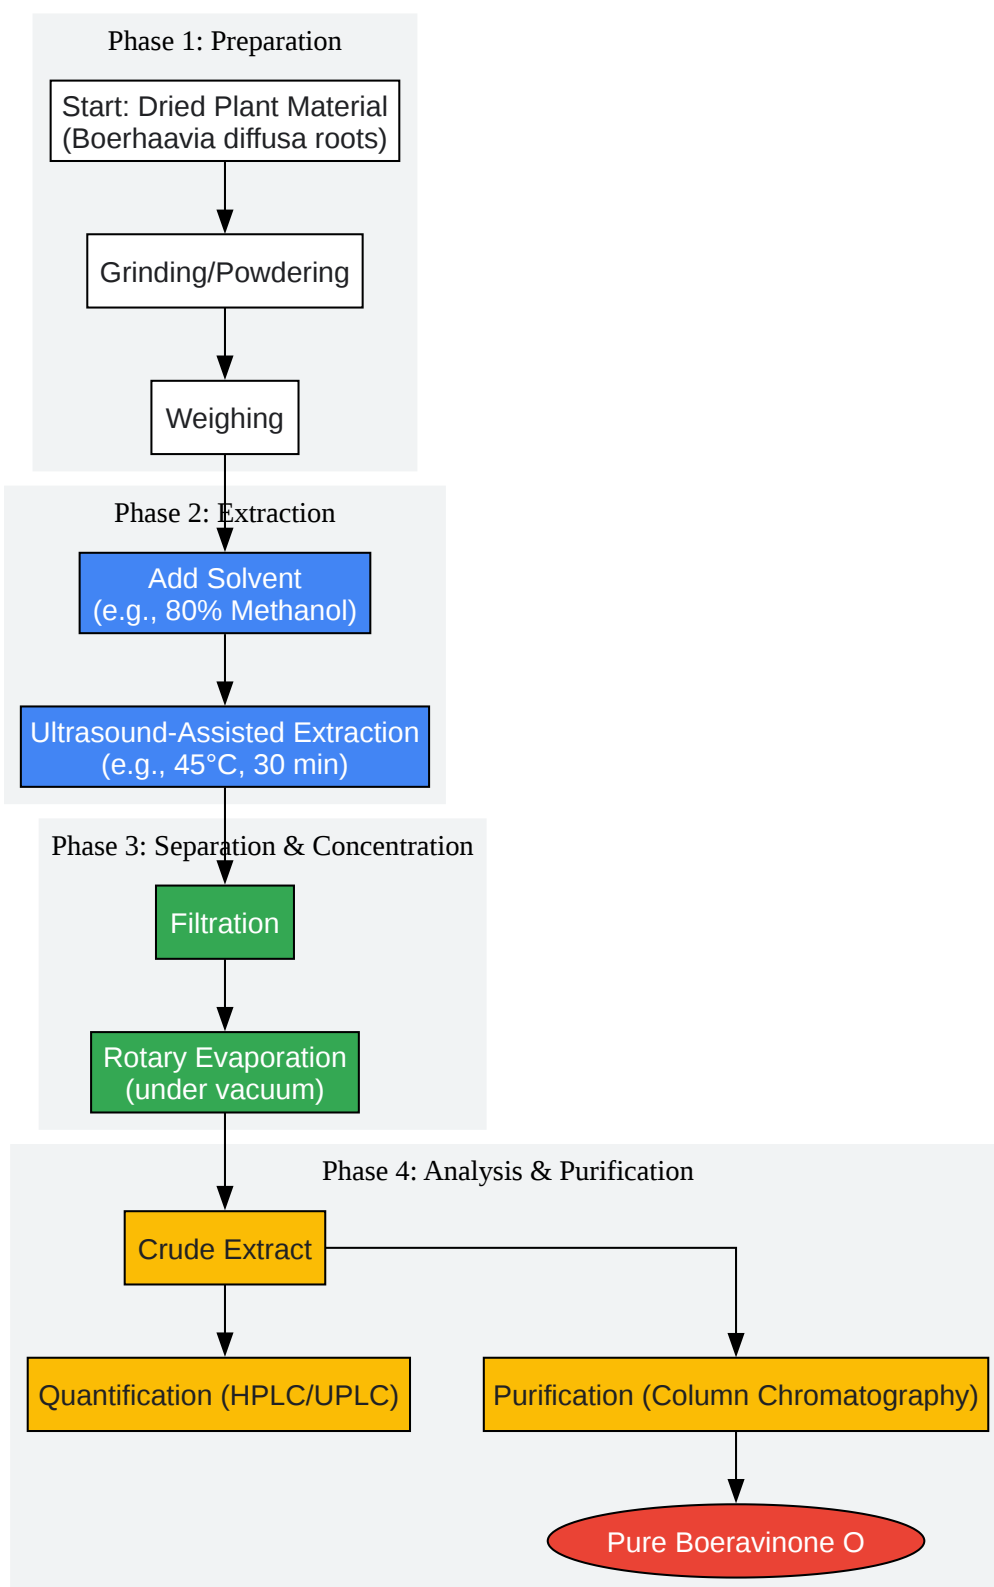 Phase 1: Preparation
Start: Dried Plant Material
(Boerhaavia diffusa roots)
Grinding/Powdering
Weighing
Phase 2: Extraction
Add Solvent
(e.g., 80% Methanol)
Ultrasound-Assisted Extraction
(e.g., 45°C, 30 min)
Phase 3: Separation & Concentration
Filtration
Rotary Evaporation
(under vacuum)
Phase 4: Analysis & Purification
Crude Extract
Quantification (HPLC/UPLC)
Purification (Column Chromatography)
Pure Boeravinone O